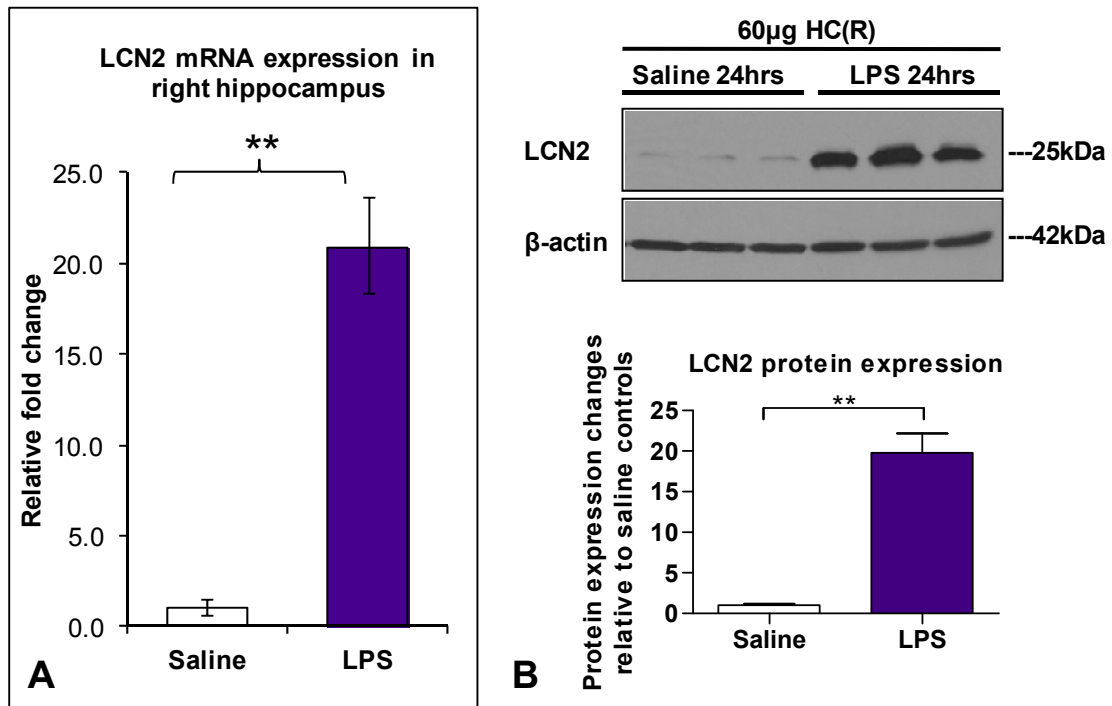 LCN2 mRNA expression in
right hippocampus
**
25.0
20.0
15.0
10.0
5.0
0.0
Relative fold change
Saline
LPS
A
60µg HC(R)
Saline 24hrs
LPS 24hrs
LCN2
---25kDa
β-actin
---42kDa
LCN2 protein expression
**
25
20
15
10
5
0
Protein expression changes
relative to saline controls
Saline
LPS
B